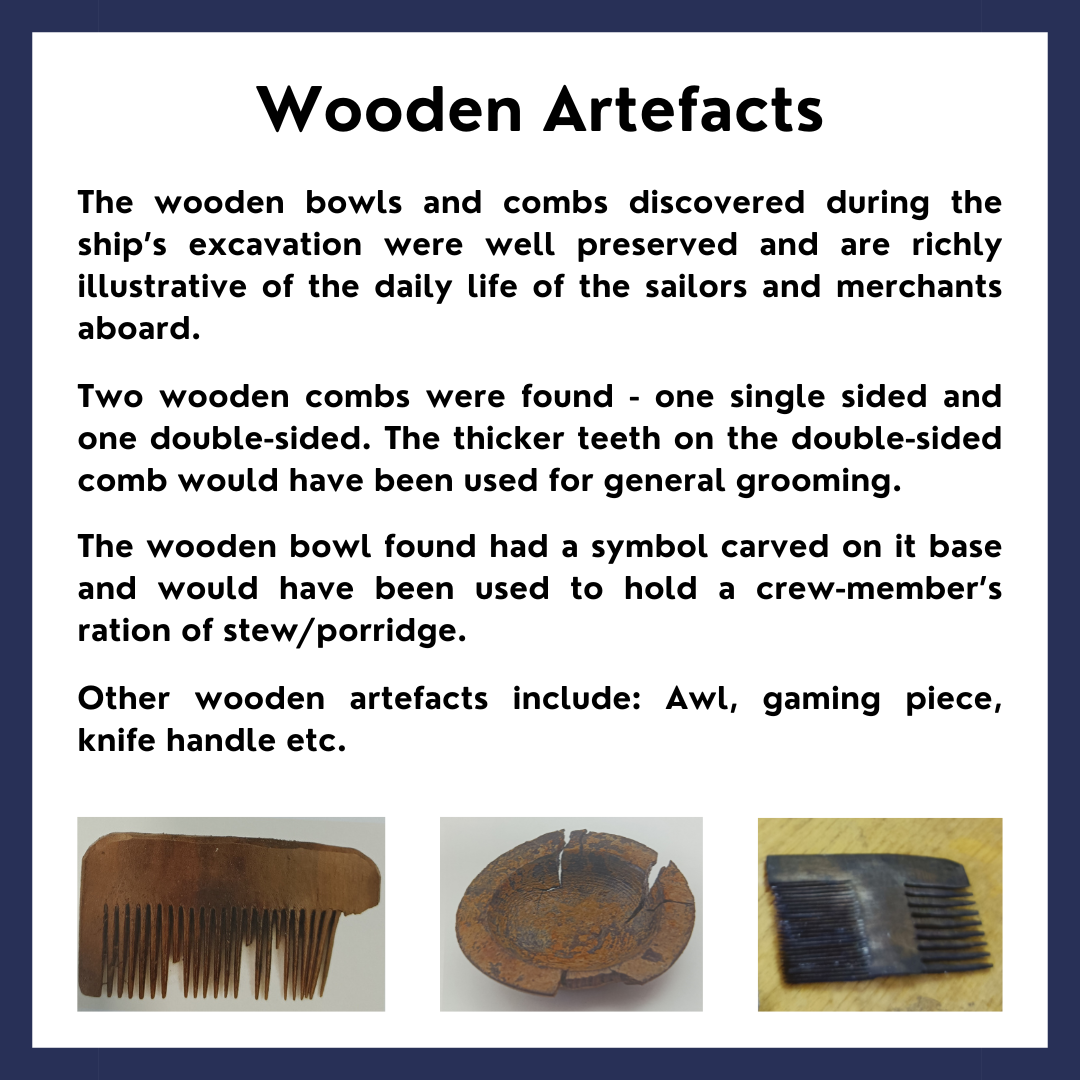 Wooden Artefacts
The wooden bowls and combs discovered during the
ship's excavation were well preserved and are richly
illustrative of the daily life of the sailors and merchants
aboard.
Two wooden combs were found - one single sided and
one double-sided. The thicker teeth on the double-sided
comb would have been used for general grooming.
The wooden bowl found had a symbol carved on it base
and would have been used to hold a crew-member's
ration of stew/porridge.
Other wooden artefacts include: Awl, gaming piece,
knife handle etc.